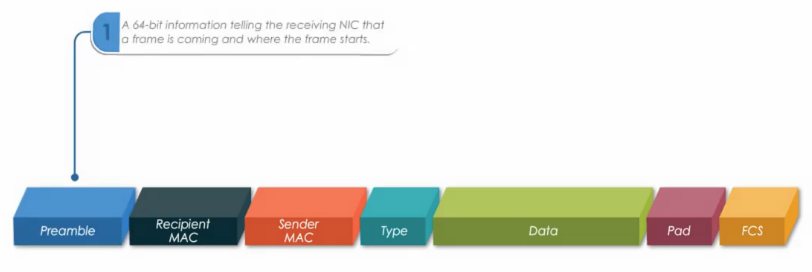 1
A 64-bit information telling the receiving NIC that
a frame is coming and where the frame starts.
Preamble
Recipient
MAC
Sender
MAC
Type
Data
Pad
FCS